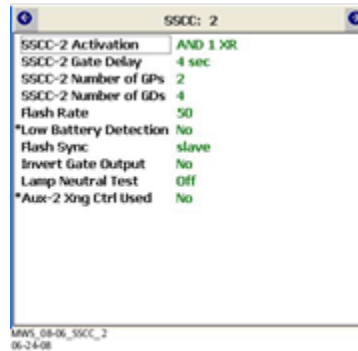 SSCC: 2
SSCC-2 Activation AND 1 XR
SSCC-2 Gate Delay 4 sec
SSCC-2 Number of GPs 2
SSCC-2 Number of GDs 4
Flash Rate 50
*Low Battery Detection No
Flash Sync slave
Invert Gate Output No
Lamp Neutral Test Off
*Aux-2 Xng Ctrl Used No
MWS_08-06_SSCC_2
06-24-08